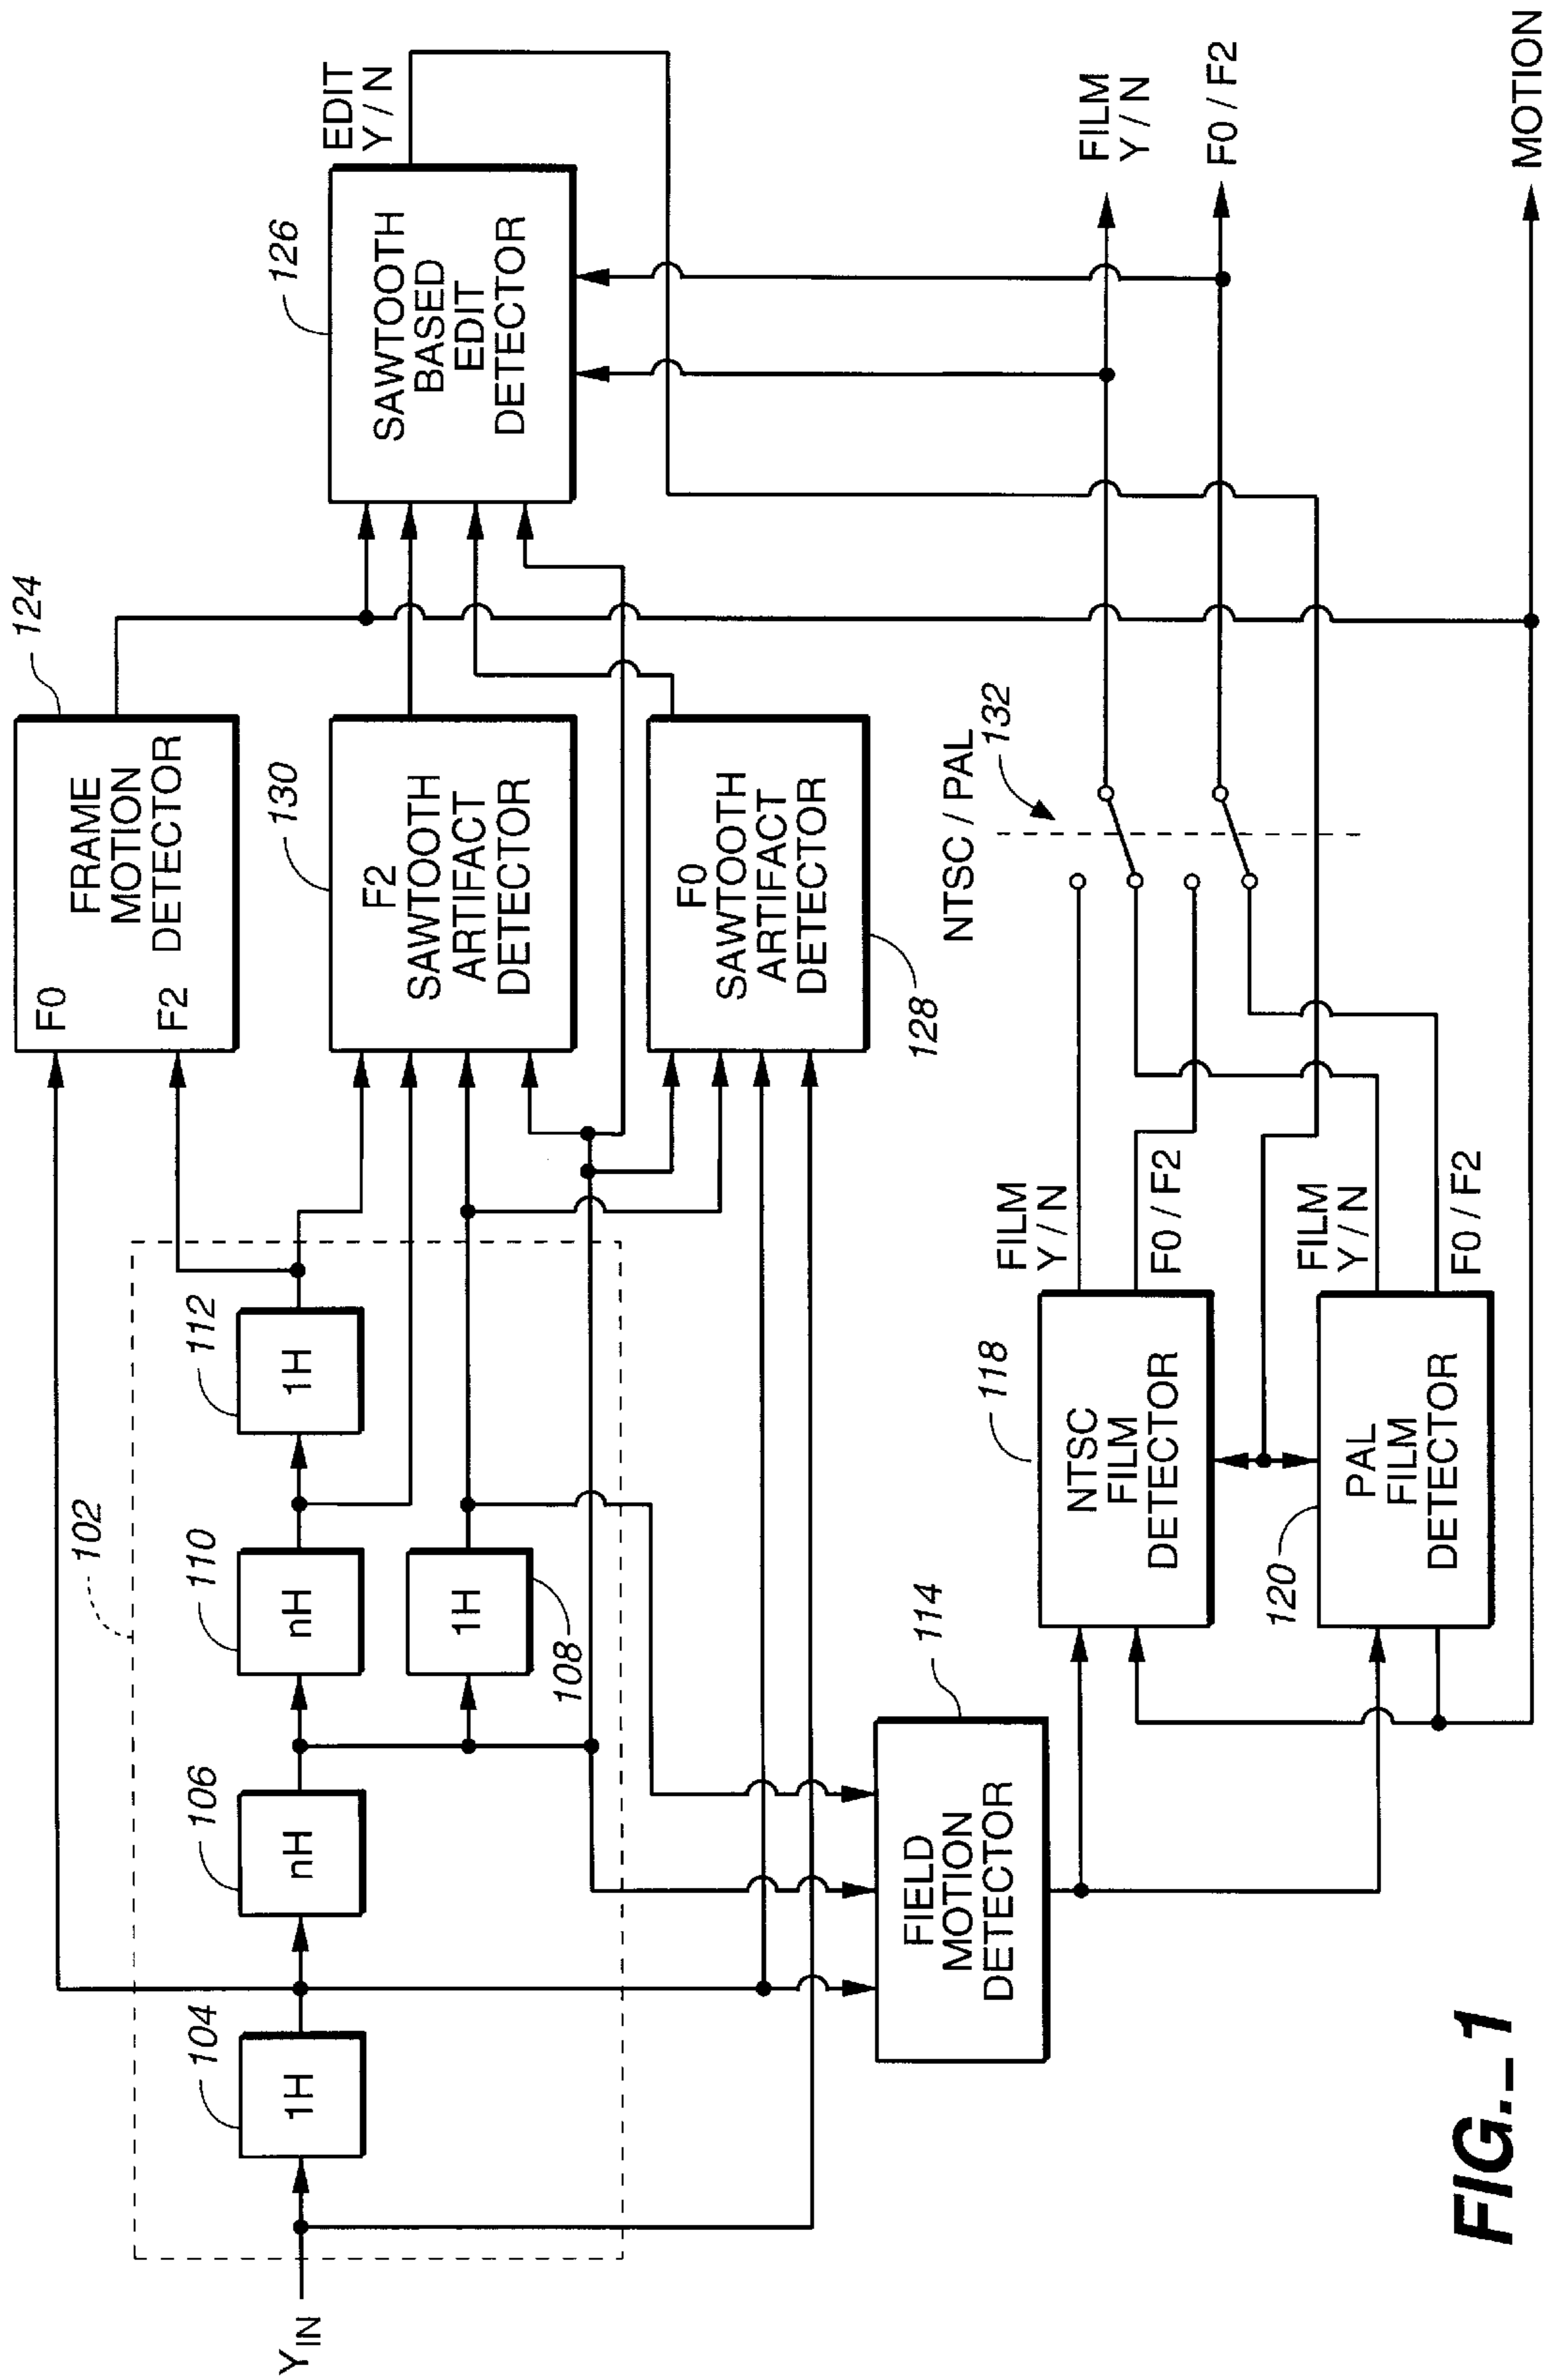 Y IN
102
104
1H
106
nH
110
nH
112
1H
1H
108
124
F0
F2
FRAME
MOTION
DETECTOR
130
F2
SAWTOOTH
ARTIFACT
DETECTOR
F0
SAWTOOTH
ARTIFACT
DETECTOR
128
126
SAWTOOTH
BASED
EDIT
DETECTOR
EDIT
Y / N
114
FIELD
MOTION
DETECTOR
118
NTSC
FILM
DETECTOR
FILM
Y / N
F0 / F2
120
PAL
FILM
DETECTOR
FILM
Y / N
F0 / F2
NTSC / PAL
132
FILM
Y / N
F0 / F2
MOTION
FIG._1